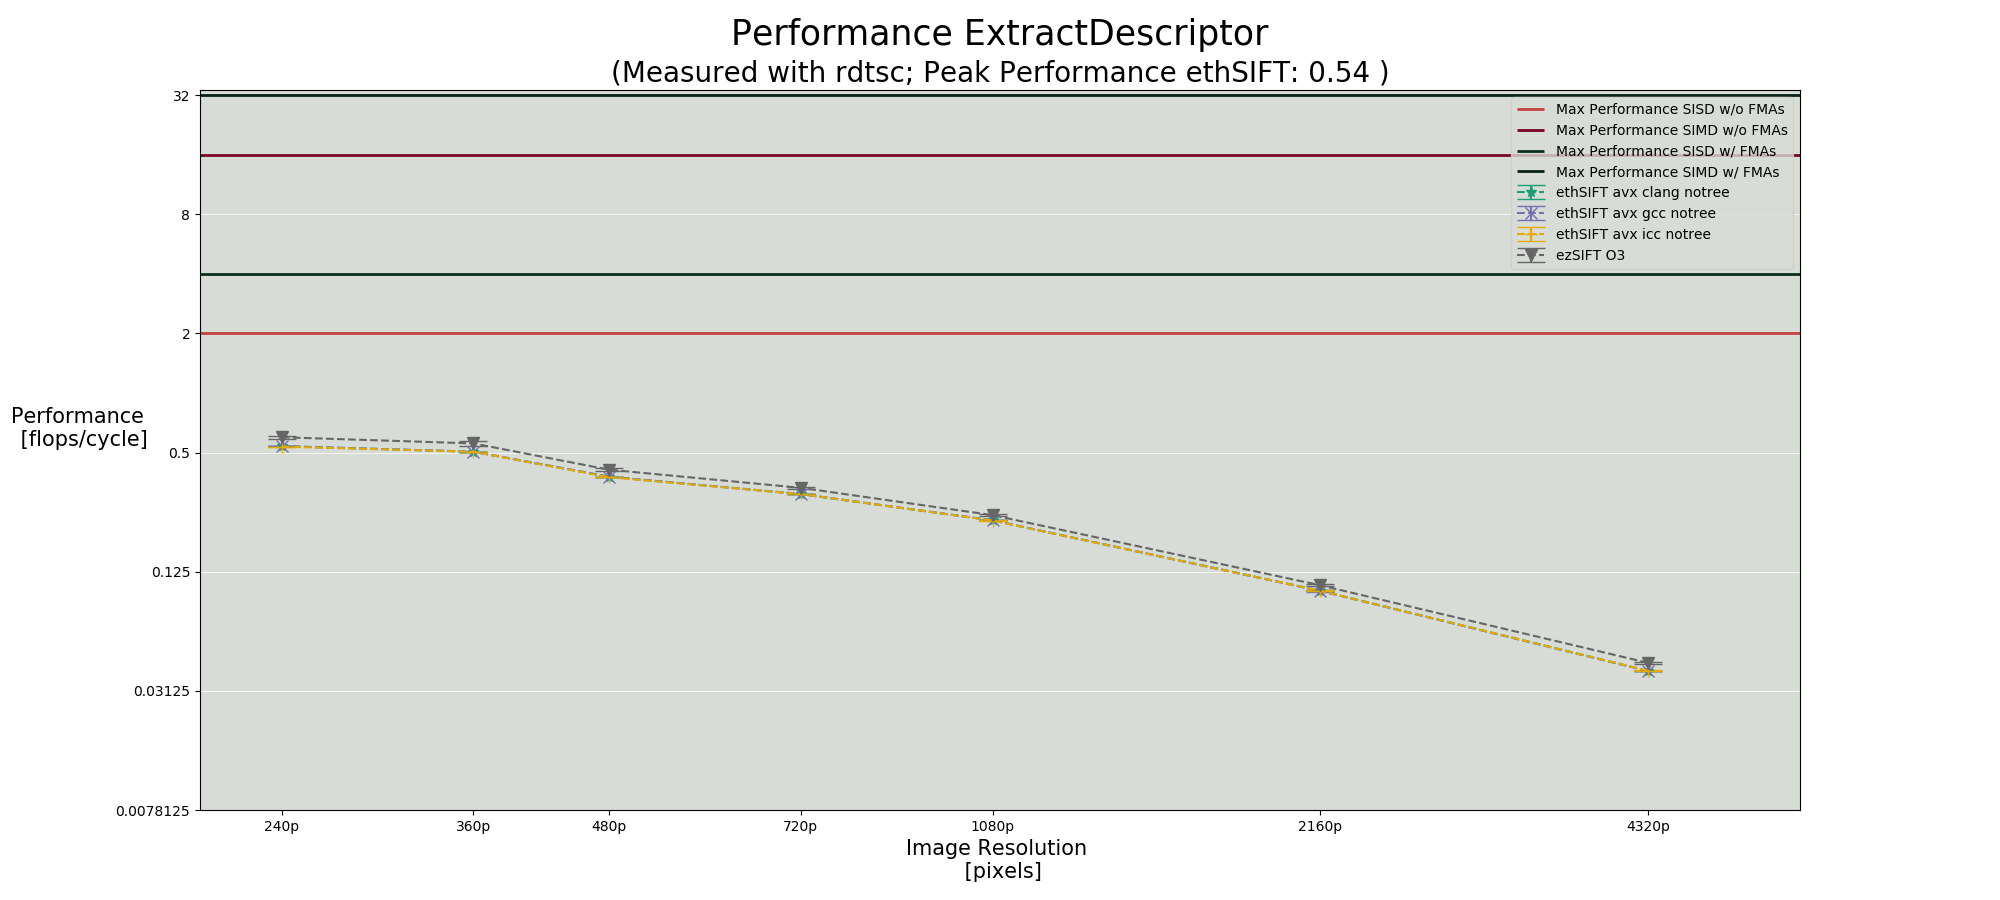 Performance ExtractDescriptor
(Measured with rdtsc; Peak Performance ethSIFT: 0.54 )
32
8
2
0.5
0.125
0.03125
0.0078125
Performance
[flops/cycle]
Max Performance SISD w/o FMAs
Max Performance SIMD w/o FMAs
Max Performance SISD w/ FMAs
Max Performance SIMD w/ FMAs
ethSIFT avx clang notree
ethSIFT avx gcc notree
ethSIFT avx icc notree
ezSIFT O3
240p 360p 480p 720p 1080p 2160p 4320p
Image Resolution
[pixels]